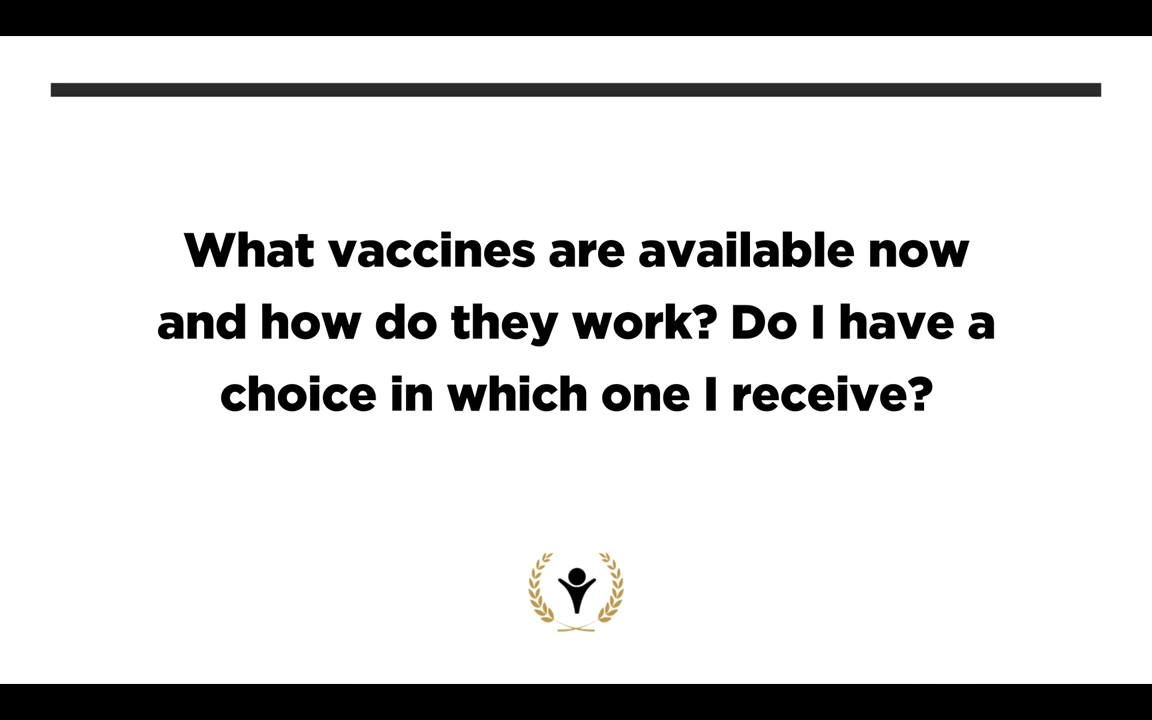 What vaccines are available now
and how do they work? Do I have a
choice in which one I receive?